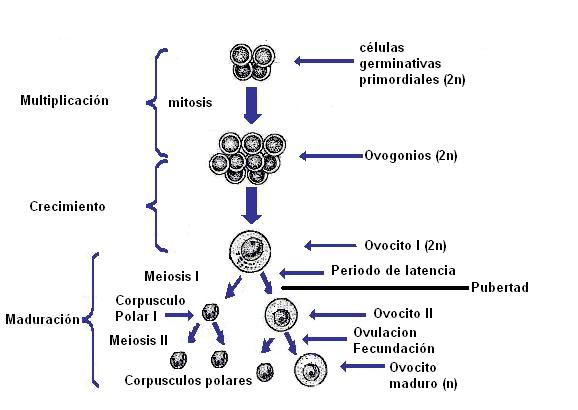 células
germinativas
primordiales (2n)
Multiplicación
mitosis
Ovogonios (2n)
Crecimiento
Ovocito I (2n)
Meiosis I
Periodo de latencia
Pubertad
Corpusculo
Polar I
Ovocito II
Maduración
Meiosis II
Ovulacion
Fecundación
Corpusculos polares
Ovocito
maduro (n)